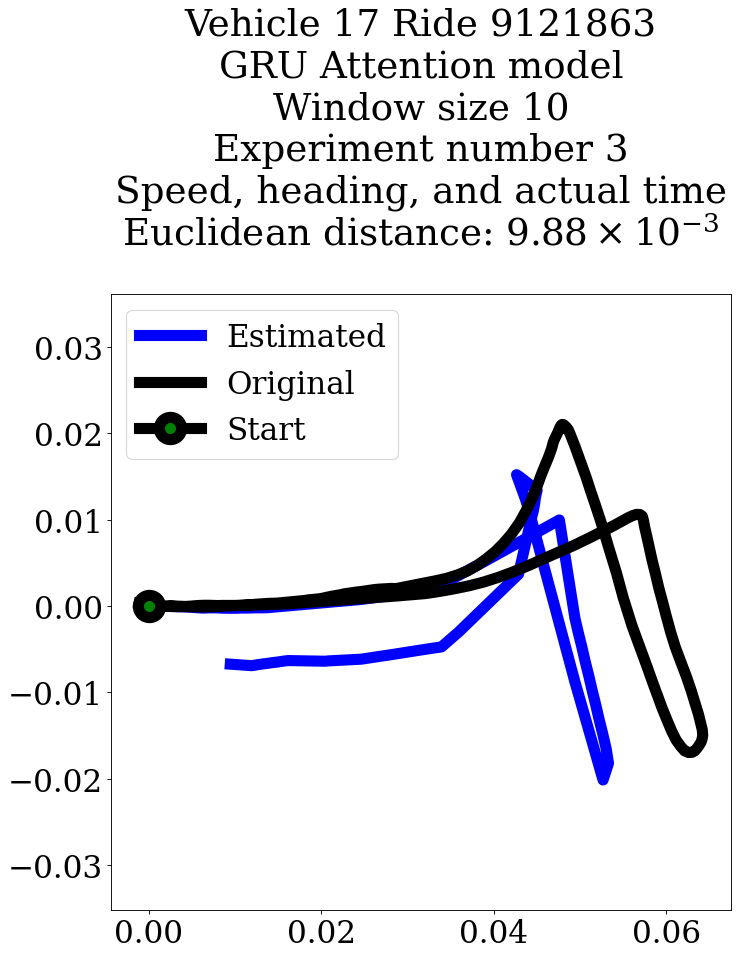 Vehicle 17 Ride 9121863
GRU Attention model
Window size 10
Experiment number 3
Speed, heading, and actual time
Euclidean distance: 9.88 × 10⁻³
Estimated
Original
Start
0.03
0.02
0.01
0.00
−0.01
−0.02
−0.03
0.00 0.02 0.04 0.06